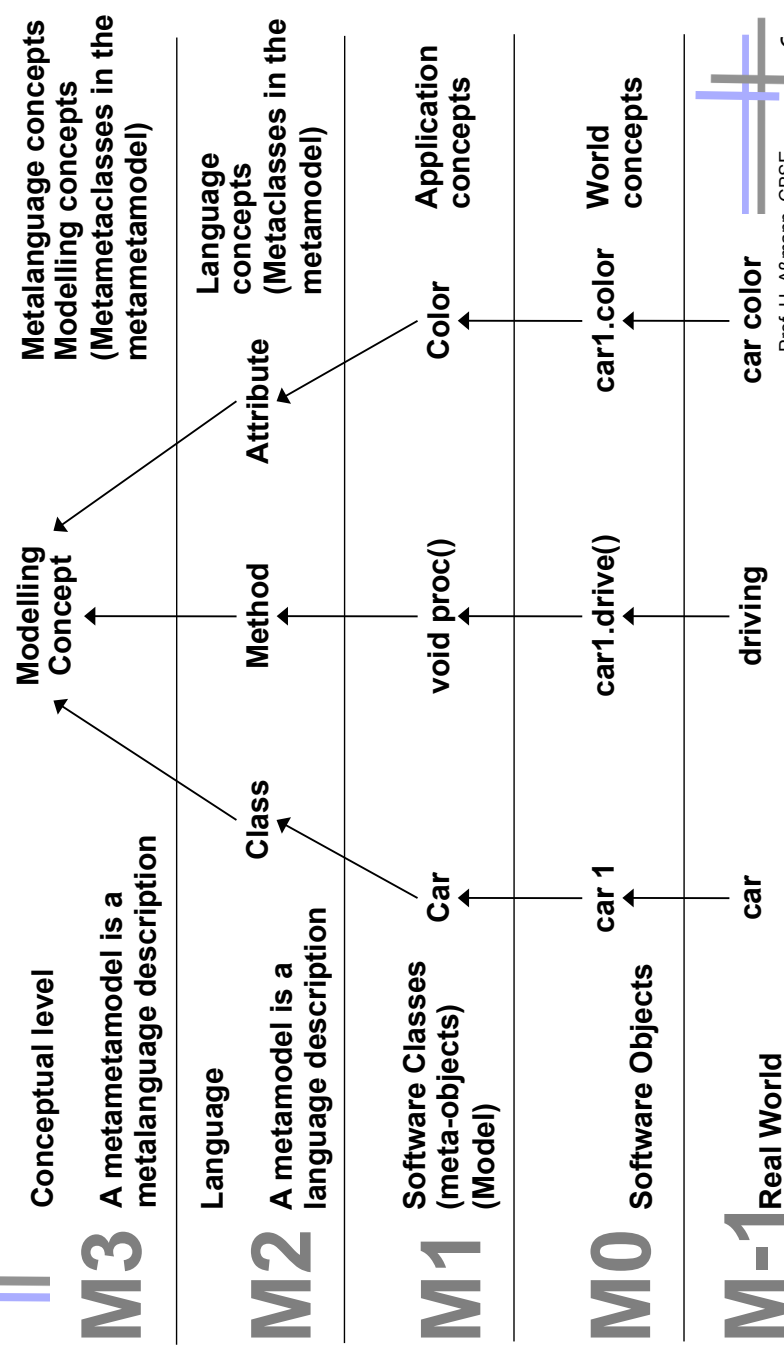 Conceptual level
Modelling
Concept
Metalanguage concepts
Modelling concepts
(Metametaclasses in the
metametamodel)
M3
A metametamodel is a
metalanguage description
Language
M2
A metamodel is a
language description
Class
Method
Attribute
Language
concepts
(Metaclasses in the
metamodel)
M1
Software Classes
(meta-objects)
(Model)
Car
void proc()
Color
Application
concepts
M0
Software Objects
car 1
car1.drive()
car1.color
World
concepts
M-1
Real World
car
driving
car color